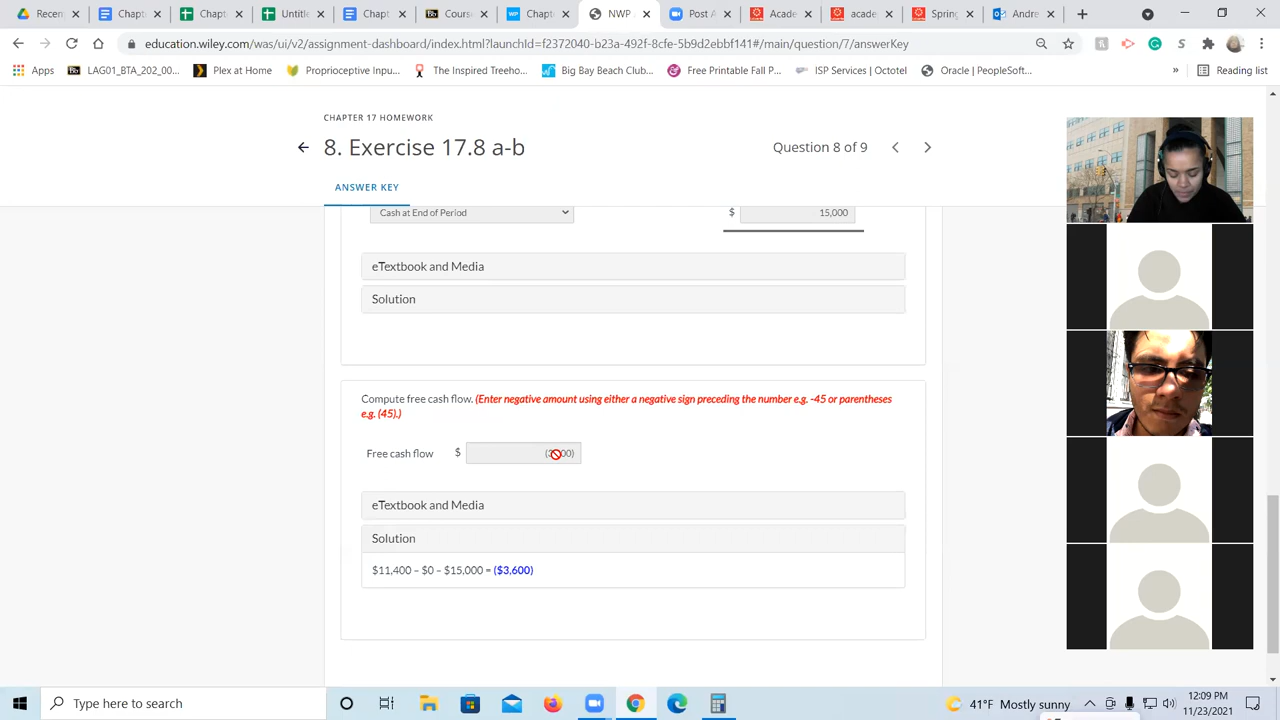 Recen
Chapte
Chapt
Untitle
Chapt
Cours
Chapt
NWP
Post A
Acade
acade
Spring
Andre
education.wiley.com/was/ui/v2/assignment-dashboard/index.html?launchId=f2372040-b23a-492f-8cfe-5b9d2ebbf141#/main/question/7/answerKey
Apps
LAG01_BTA_202_00...
Plex at Home
Proprioceptive Inpu...
The Inspired Treeho...
Big Bay Beach Club...
Free Printable Fall P...
ISP Services | Octotel
Oracle | PeopleSoft...
»
Reading list
CHAPTER 17 HOMEWORK
8. Exercise 17.8 a-b
Question 8 of 9
ANSWER KEY
Cash at End of Period
$ 15,000
eTextbook and Media
Solution
Compute free cash flow. (Enter negative amount using either a negative sign preceding the number e.g. -45 or parentheses
e.g. (45).)
Free cash flow $
eTextbook and Media
Solution
$11,400 – $0 – $15,000 = ($3,600)
Type here to search
41°F Mostly sunny
12:09 PM
11/23/2021